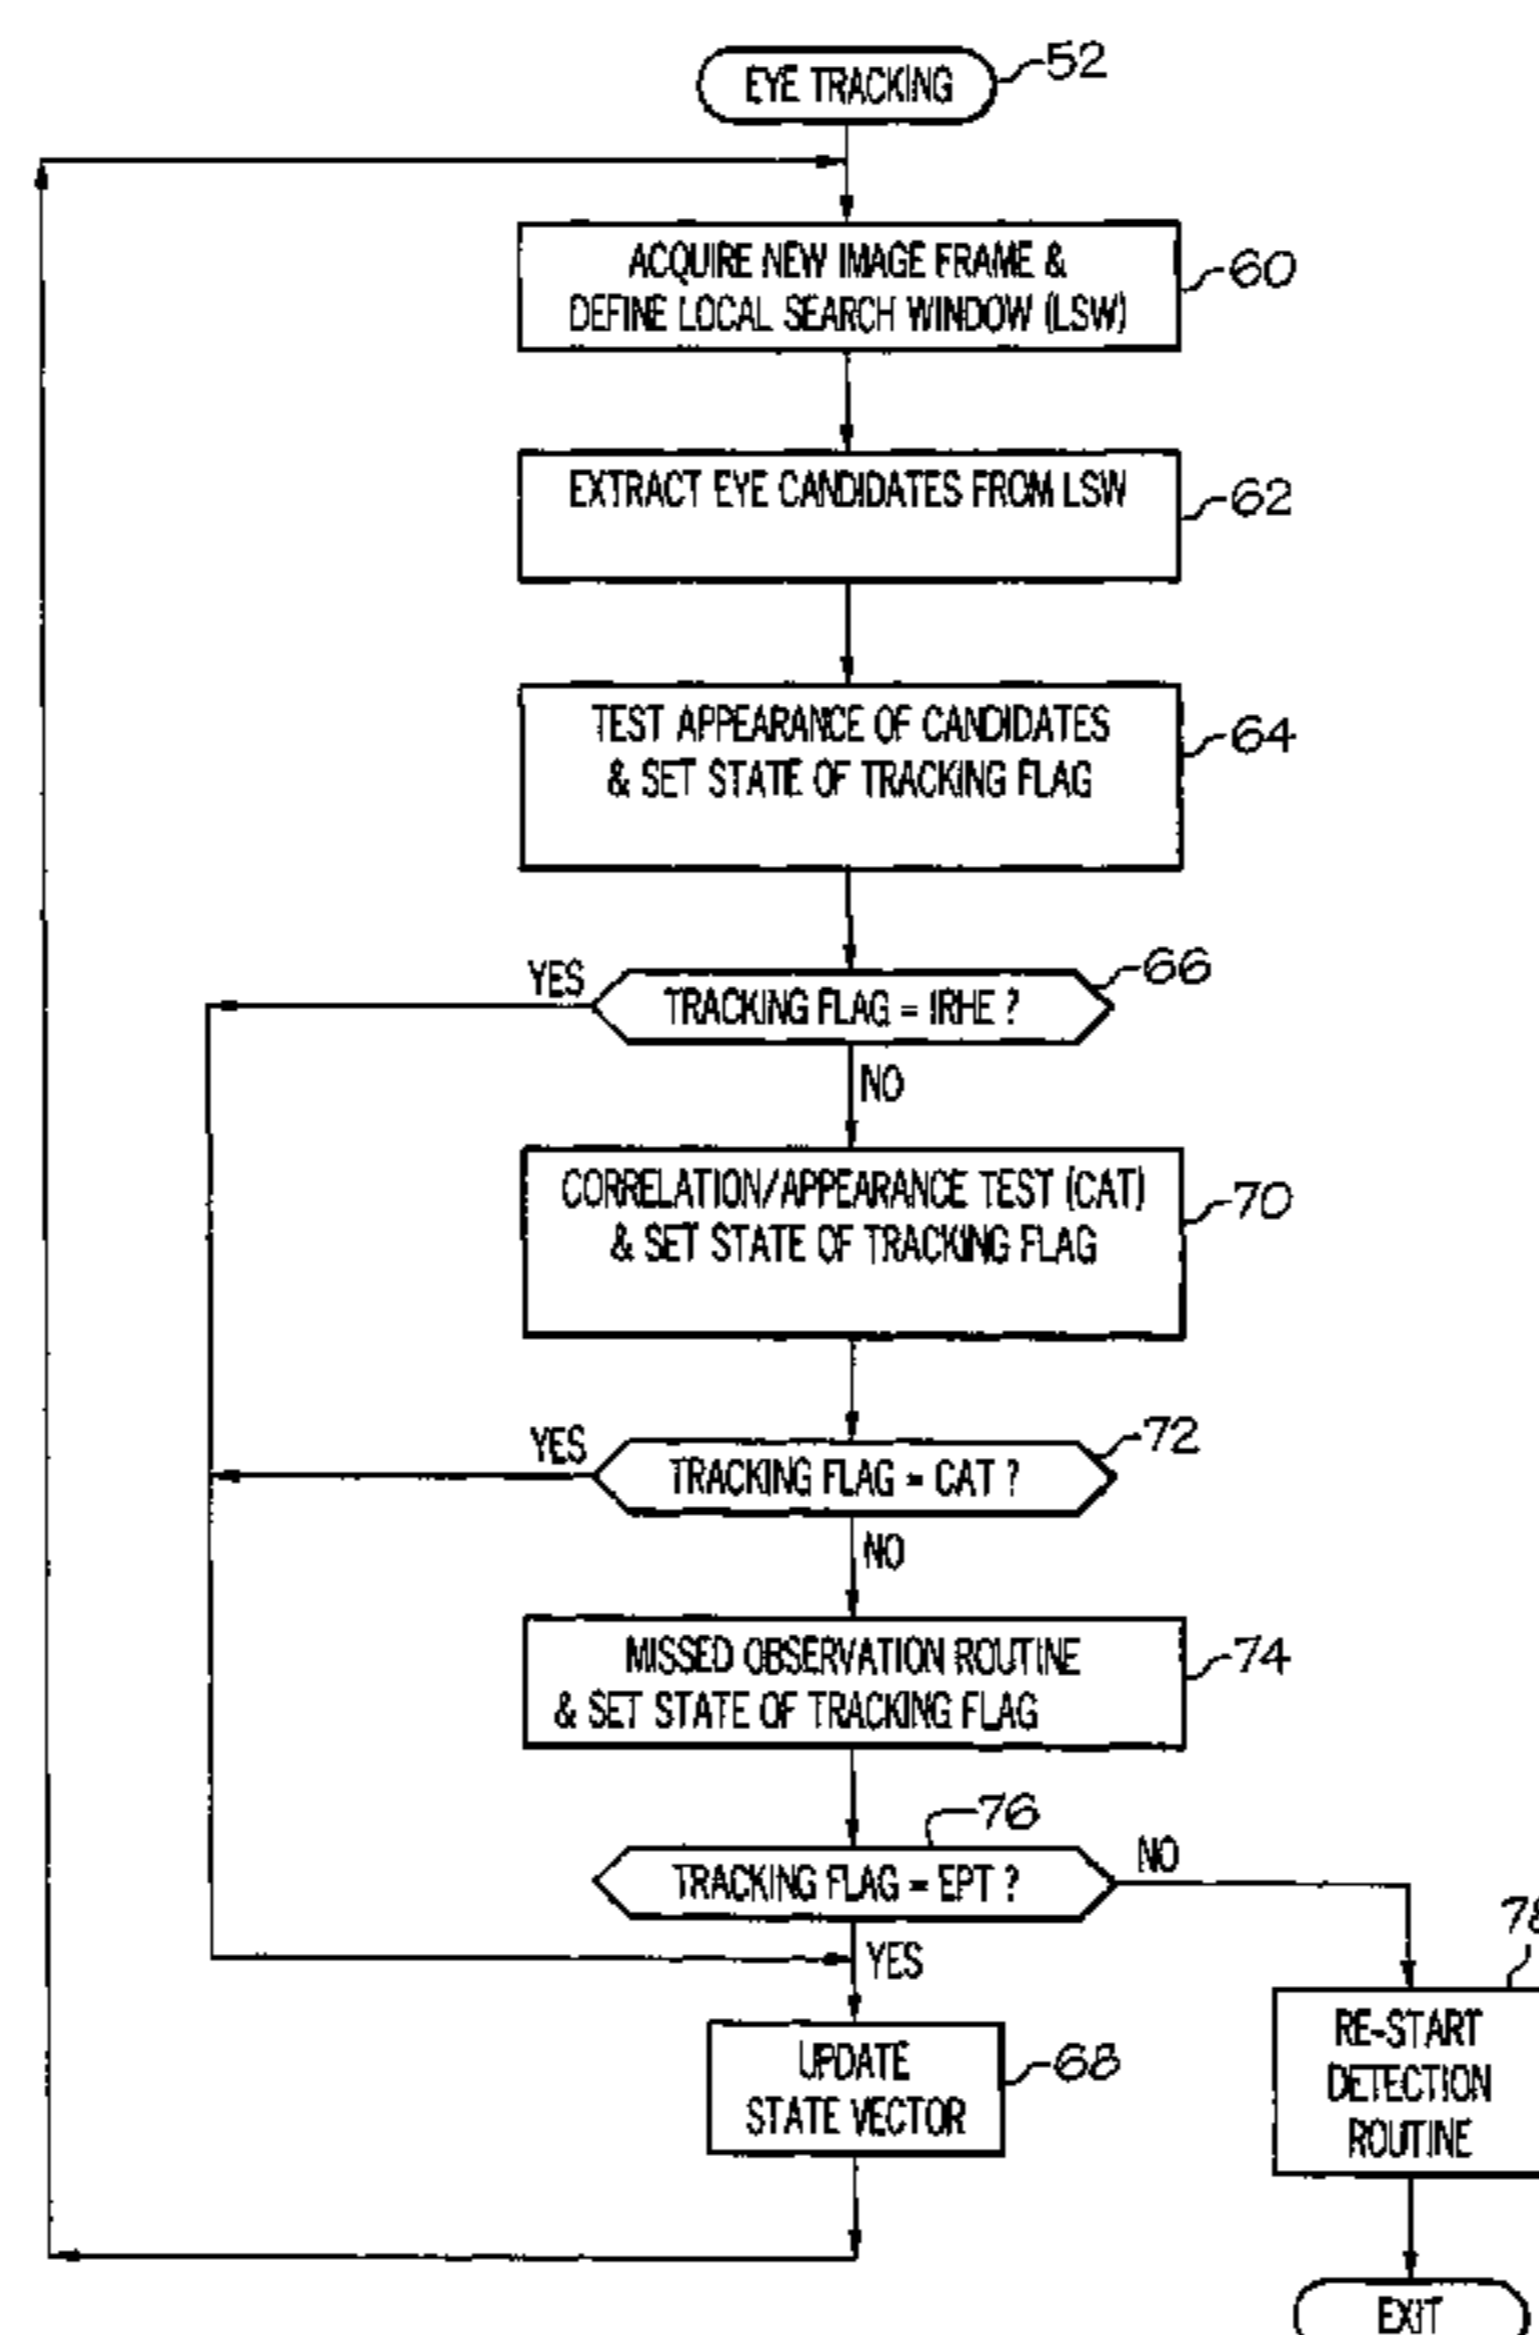 EYE TRACKING
52
ACQUIRE NEW IMAGE FRAME &
DEFINE LOCAL SEARCH WINDOW (LSW)
60
EXTRACT EYE CANDIDATES FROM LSW
62
TEST APPEARANCE OF CANDIDATES
& SET STATE OF TRACKING FLAG
64
YES
TRACKING FLAG = IRHE ?
66
NO
CORRELATION/APPEARANCE TEST (CAT)
& SET STATE OF TRACKING FLAG
70
YES
TRACKING FLAG = CAT ?
72
NO
MISSED OBSERVATION ROUTINE
& SET STATE OF TRACKING FLAG
74
76
TRACKING FLAG = EPT ?
NO
YES
78
UPDATE
STATE VECTOR
68
RE-START
DETECTION
ROUTINE
EXIT